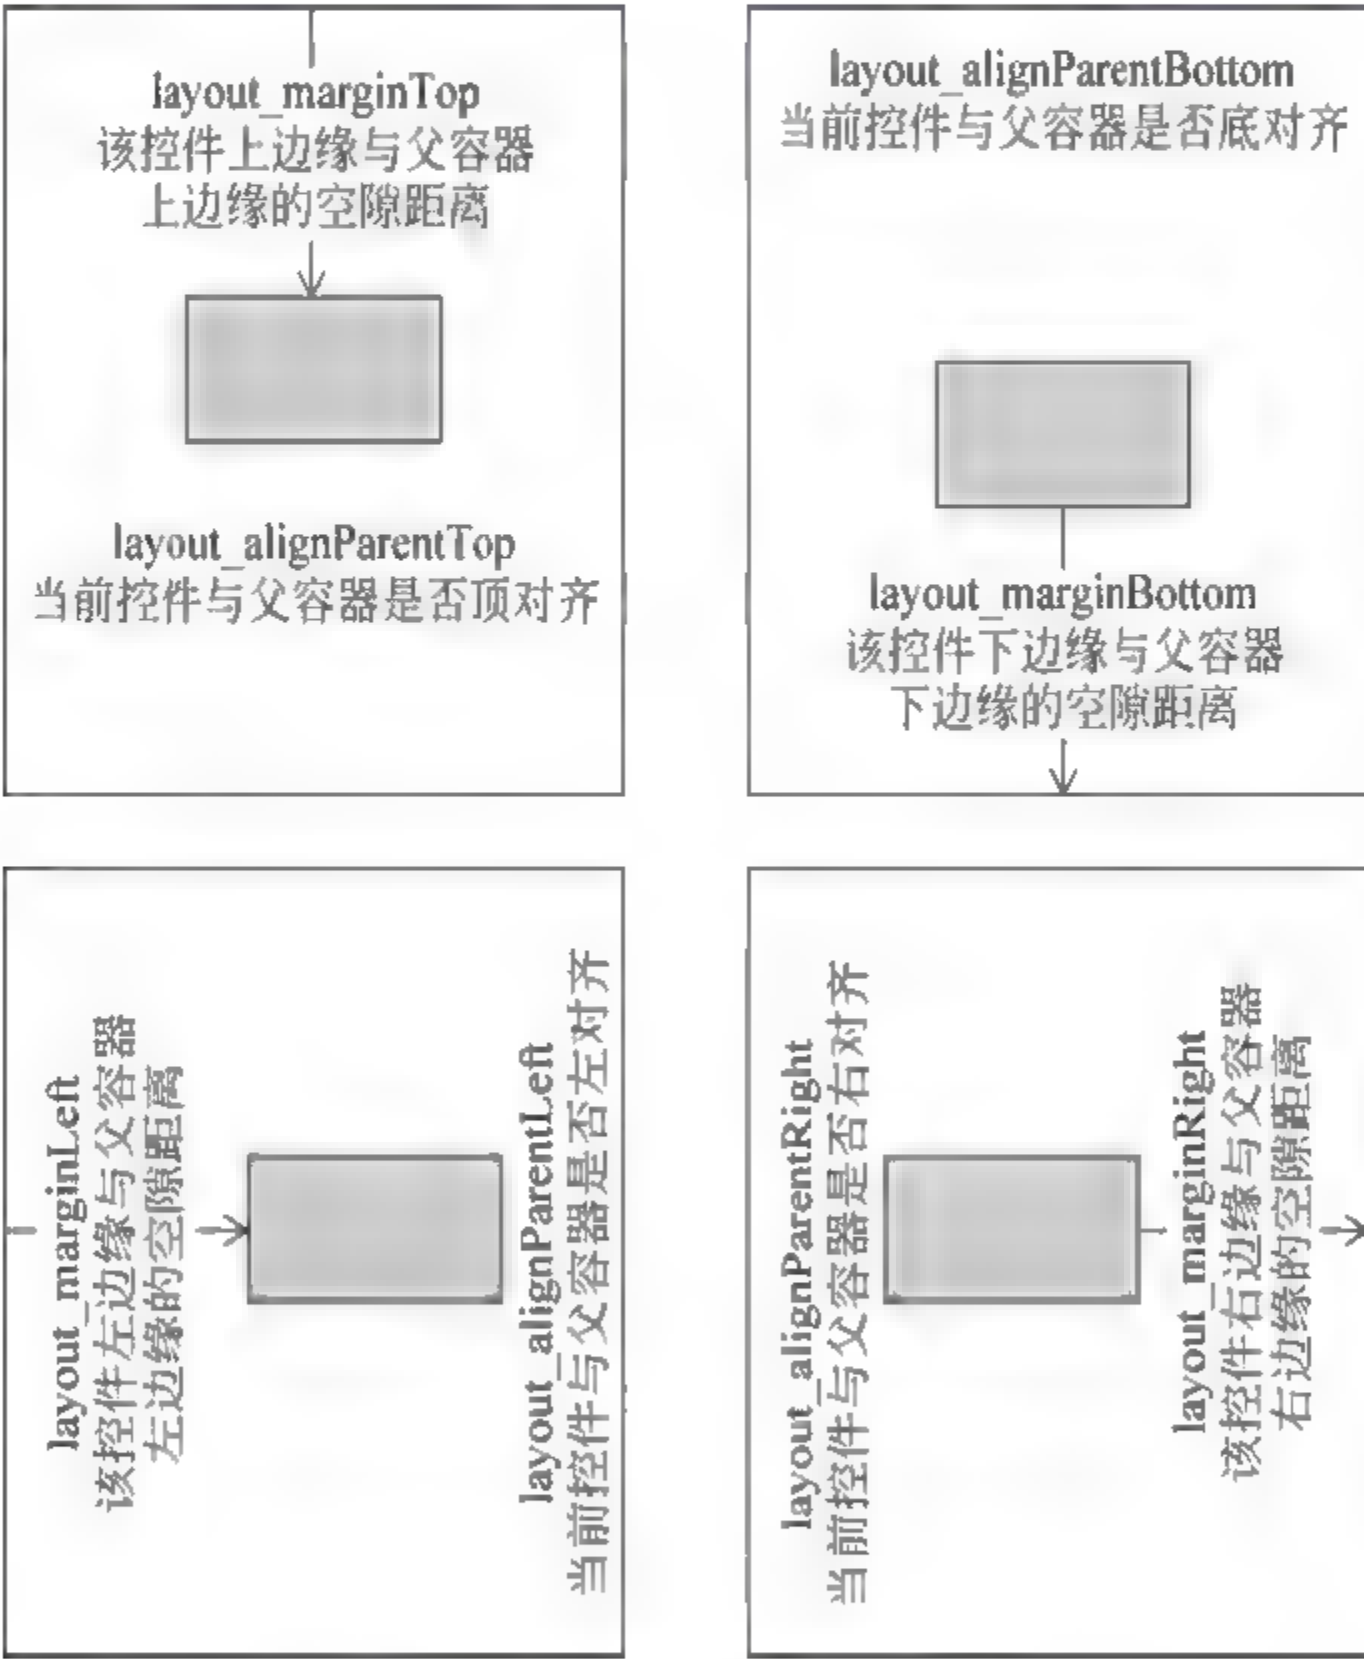 layout_marginTop
该控件上边缘与父容器
上边缘的空隙距离
layout_alignParentTop
当前控件与父容器是否顶对齐
layout_alignParentBottom
当前控件与父容器是否底对齐
layout_marginBottom
该控件下边缘与父容器
下边缘的空隙距离
layout_marginLeft
该控件左边缘与父容器
左边缘的空隙距离
layout_alignParentLeft
当前控件与父容器是否左对齐
layout_alignParentRight
当前控件与父容器是否右对齐
layout_marginRight
该控件右边缘与父容器
右边缘的空隙距离